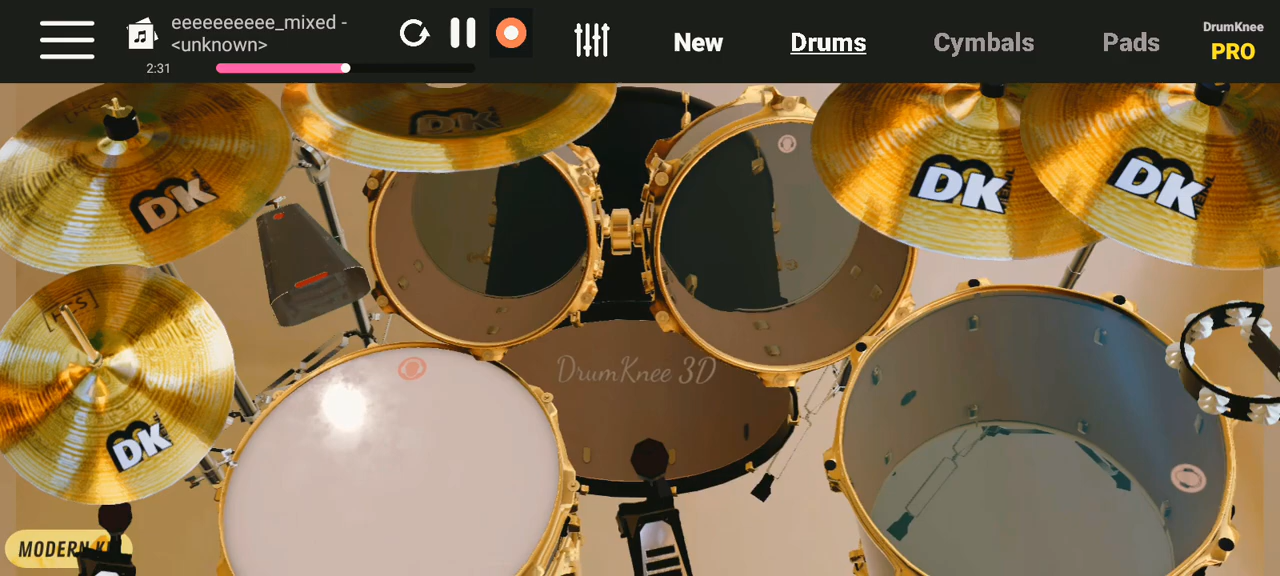 eeeeeeeeee_mixed -
<unknown>
2:31
New
Drums
Cymbals
Pads
DrumKnee
PRO
DK
DK
DK
DK
DK
DrumKnee 3D
MODERN K